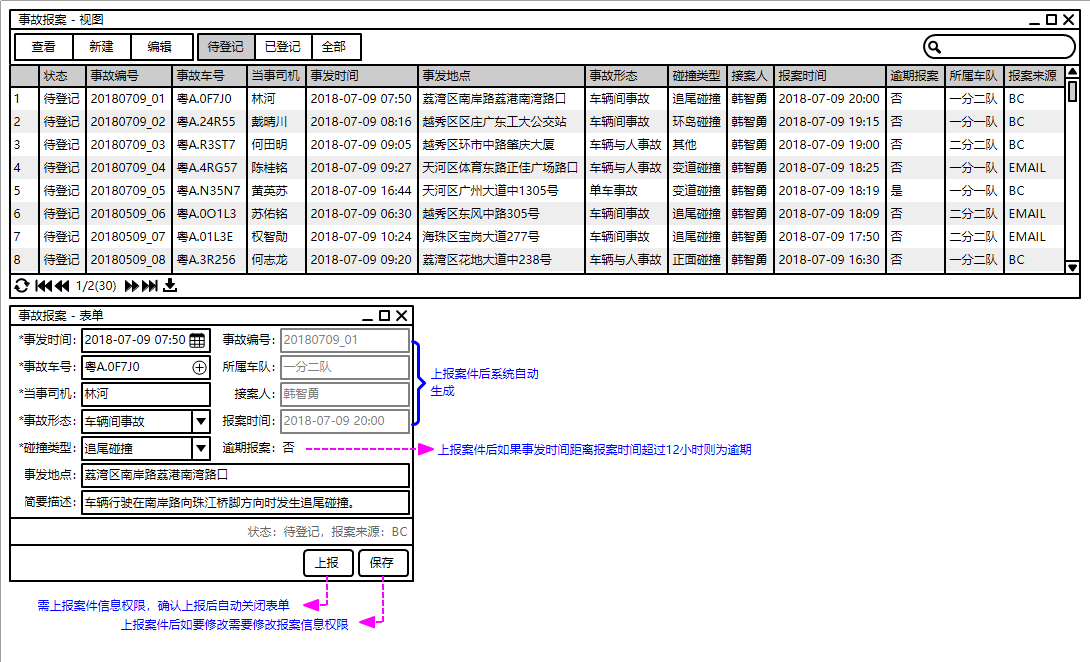 事故报案 - 视图
查看 新建 编辑 待登记 已登记 全部
状态 事故编号 事故车号 当事司机 事发时间 事发地点 事故形态 碰撞类型 接案人 报案时间 逾期报案 所属车队 报案来源
1 待登记 20180709_01 粤A.0F7J0 林河 2018-07-09 07:50 荔湾区南岸路荔港南湾路口 车辆间事故 追尾碰撞 韩智勇 2018-07-09 20:00 否 一分二队 BC
2 待登记 20180709_02 粤A.24R55 戴晴川 2018-07-09 08:16 越秀区区庄广东工大公交站 车辆间事故 环岛碰撞 韩智勇 2018-07-09 19:15 否 一分一队 BC
3 待登记 20180709_03 粤A.R3ST7 何田明 2018-07-09 09:05 越秀区环市中路肇庆大厦 车辆与人事故 其他 韩智勇 2018-07-09 19:00 否 二分二队 BC
4 待登记 20180709_04 粤A.4RG57 陈桂铭 2018-07-09 09:27 天河区体育东路正佳广场路口 车辆间事故 变道碰撞 韩智勇 2018-07-09 18:25 否 一分一队 EMAIL
5 待登记 20180709_05 粤A.N35N7 黄英苏 2018-07-09 16:44 天河区广州大道中1305号 单车事故 变道碰撞 韩智勇 2018-07-09 18:19 是 一分一队 BC
6 待登记 20180509_06 粤A.0O1L3 苏佑铭 2018-07-09 06:30 越秀区东风中路305号 车辆间事故 追尾碰撞 韩智勇 2018-07-09 18:09 否 二分二队 EMAIL
7 待登记 20180509_07 粤A.01L3E 权智勋 2018-07-09 10:24 海珠区宝岗大道277号 车辆间事故 追尾碰撞 韩智勇 2018-07-09 17:50 否 二分二队 EMAIL
8 待登记 20180509_08 粤A.3R256 何志龙 2018-07-09 09:20 荔湾区花地大道中238号 车辆与人事故 正面碰撞 韩智勇 2018-07-09 16:30 否 一分二队 BC
1/2(30)
事故报案 - 表单
*事发时间: 2018-07-09 07:50 事故编号: 20180709_01
*事故车号: 粤A.0F7J0 所属车队: 一分二队
*当事司机: 林河 接案人: 韩智勇
*事故形态: 车辆间事故 报案时间: 2018-07-09 20:00
*碰撞类型: 追尾碰撞 逾期报案: 否
事发地点: 荔湾区南岸路荔港南湾路口
简要描述: 车辆行驶在南岸路向珠江桥脚方向时发生追尾碰撞。
状态: 待登记, 报案来源: BC
上报 保存
上报案件后系统自动
生成
上报案件后如果事发时间距离报案时间超过12小时则为逾期
需上报案件信息权限，确认上报后自动关闭表单
上报案件后如要修改需要修改报案信息权限